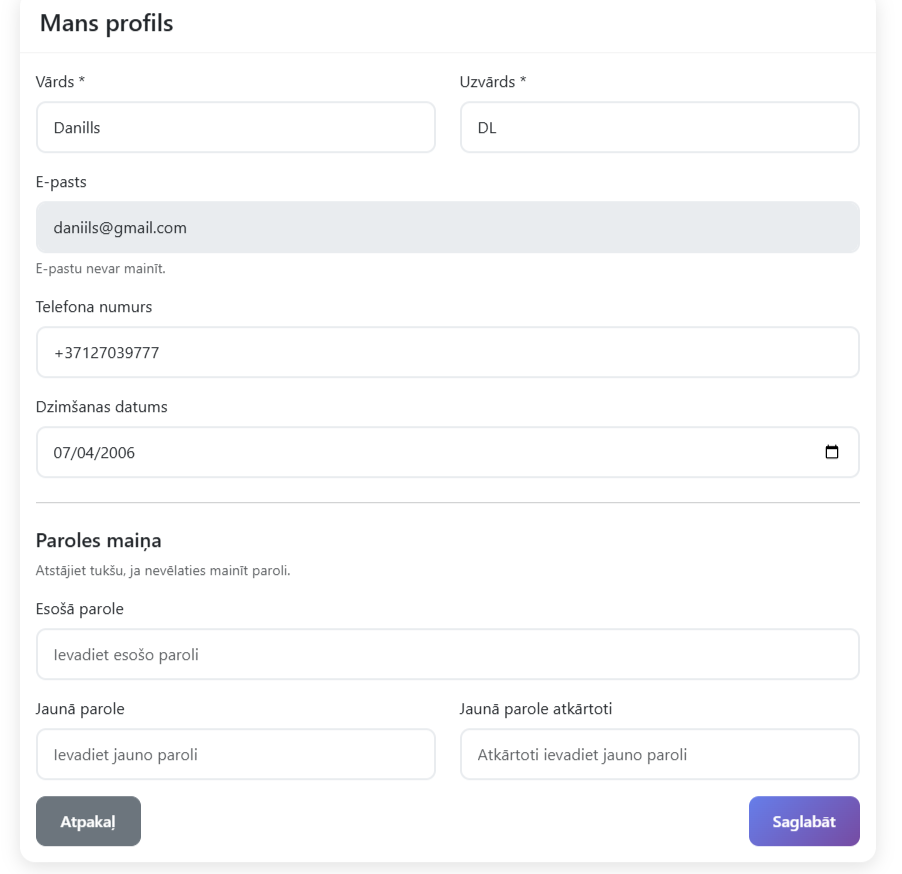 Mans profils
Vārds * Uzvārds *
Danills DL
E-pasts
daniils@gmail.com
E-pastu nevar mainīt.
Telefona numurs
+37127039777
Dzimšanas datums
07/04/2006
Paroles maiņa
Atstājiet tukšu, ja nevēlaties mainīt paroli.
Esošā parole
Ievadiet esošo paroli
Jaunā parole Jaunā parole atkārtoti
Ievadiet jauno paroli Atkārtoti ievadiet jauno paroli
Atpakaļ Saglabāt